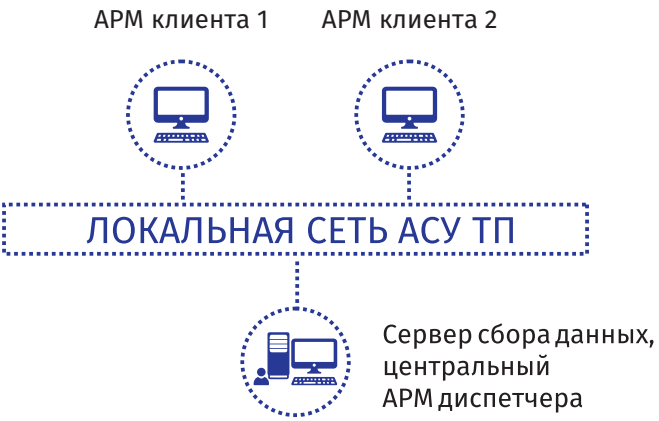 АРМ клиента 1 АРМ клиента 2
ЛОКАЛЬНАЯ СЕТЬ АСУ ТП
Сервер сбора данных,
центральный
АРМ диспетчера